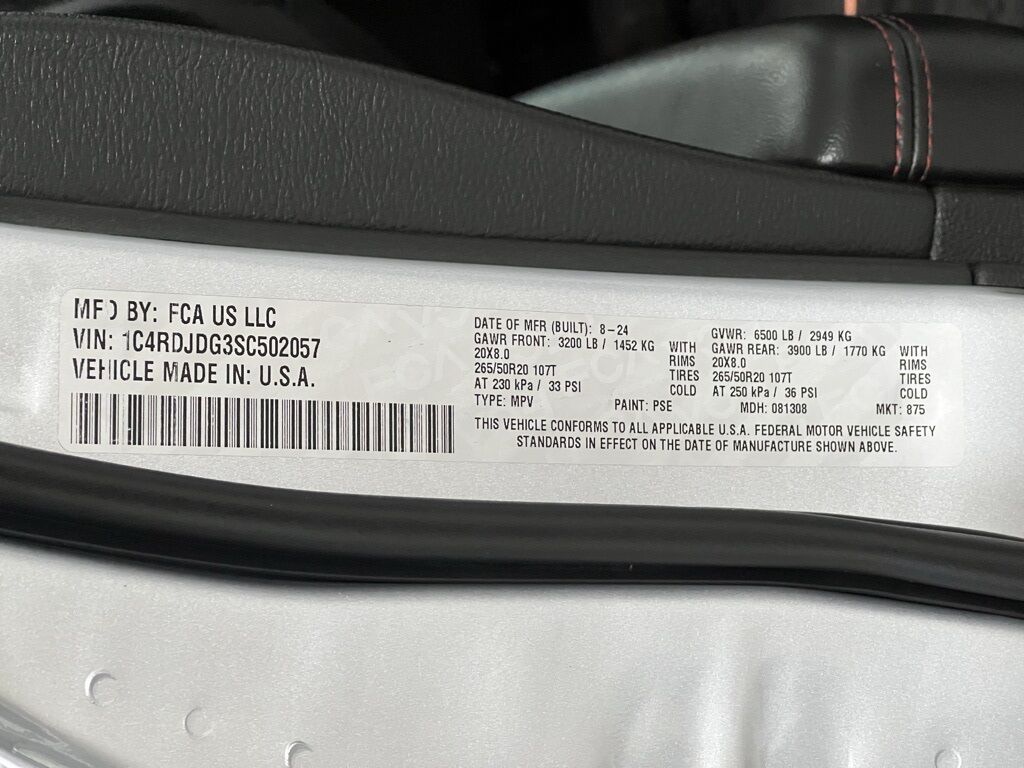 MFD BY: FCA US LLC
VIN: 1C4RDJDG3SC502057
VEHICLE MADE IN: U.S.A.
DATE OF MFR (BUILT): 8-24
GAWR FRONT: 3200 LB / 1452 KG WITH
20X8.0 RIMS
265/50R20 107T TIRES
AT 230 kPa / 33 PSI COLD
TYPE: MPV PAINT: PSE
GVWR: 6500 LB / 2949 KG
GAWR REAR: 3900 LB / 1770 KG WITH
20X8.0 RIMS
265/50R20 107T TIRES
AT 250 kPa / 36 PSI COLD
MDH: 081308 MKT: 875
THIS VEHICLE CONFORMS TO ALL APPLICABLE U.S.A. FEDERAL MOTOR VEHICLE SAFETY
STANDARDS IN EFFECT ON THE DATE OF MANUFACTURE SHOWN ABOVE.